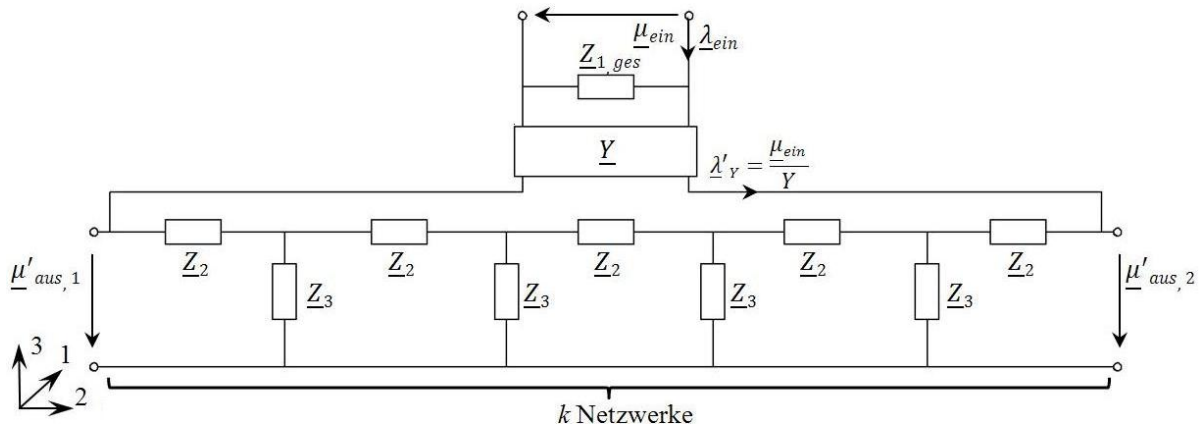 μ_ein λ_ein
Z_1, ges
Y
λ'_Y = μ_ein / Y
Z_2 Z_2 Z_2 Z_2 Z_2
μ'_aus, 1 Z_3 Z_3 Z_3 Z_3 μ'_aus, 2
3 1
2
k Netzwerke